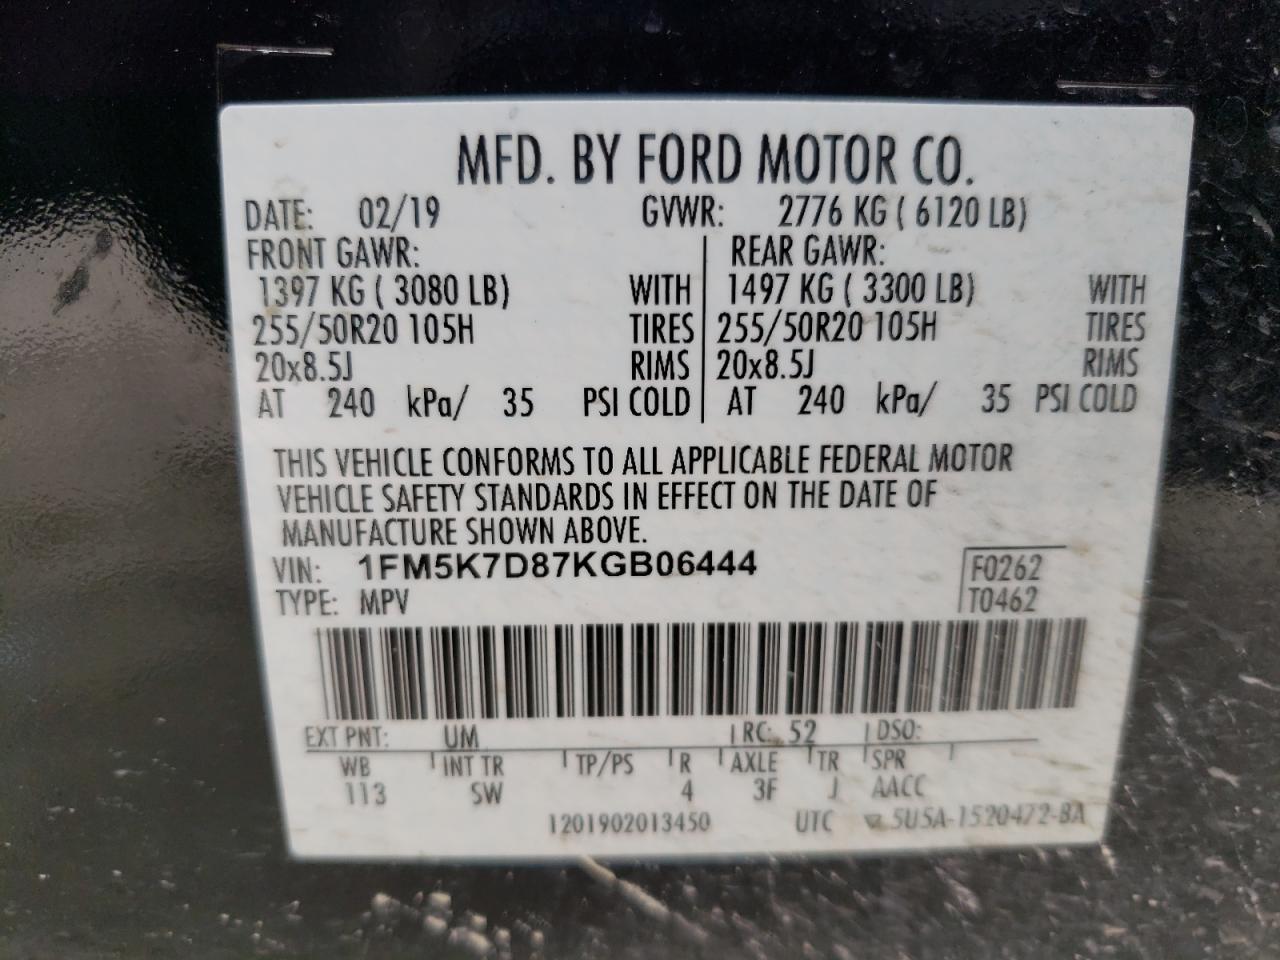 MFD. BY FORD MOTOR CO.
DATE: 02/19 GVWR: 2776 KG ( 6120 LB)
FRONT GAWR: REAR GAWR:
1397 KG ( 3080 LB) WITH 1497 KG ( 3300 LB) WITH
255/50R20 105H TIRES 255/50R20 105H TIRES
20x8.5J RIMS 20x8.5J RIMS
AT 240 kPa/ 35 PSI COLD AT 240 kPa/ 35 PSI COLD
THIS VEHICLE CONFORMS TO ALL APPLICABLE FEDERAL MOTOR
VEHICLE SAFETY STANDARDS IN EFFECT ON THE DATE OF
MANUFACTURE SHOWN ABOVE.
VIN: 1FM5K7D87KGB06444 F0262
TYPE: MPV T0462
EXT PNT: UM RC: 52 DSO:
WB INT TR TP/PS R AXLE TR SPR
113 SW 4 3F J AACC
1201902013450 UTC 5U5A-1520472-BA